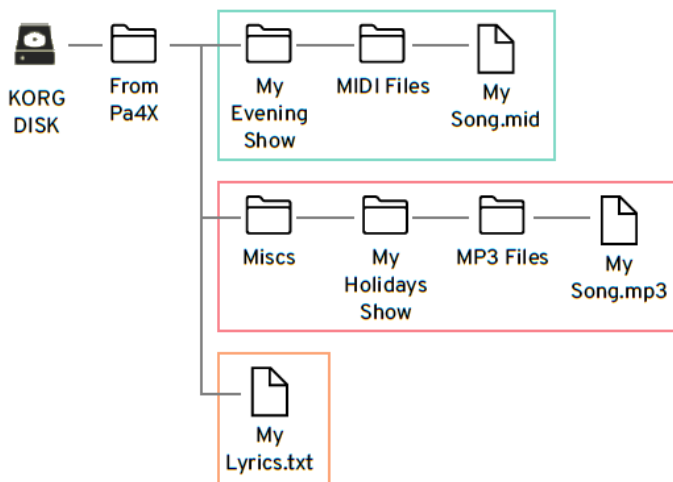 KORG
DISK
From
Pa4X
My
Evening
Show
MIDI Files
My
Song.mid
Miscs
My
Holidays
Show
MP3 Files
My
Song.mp3
My
Lyrics.txt